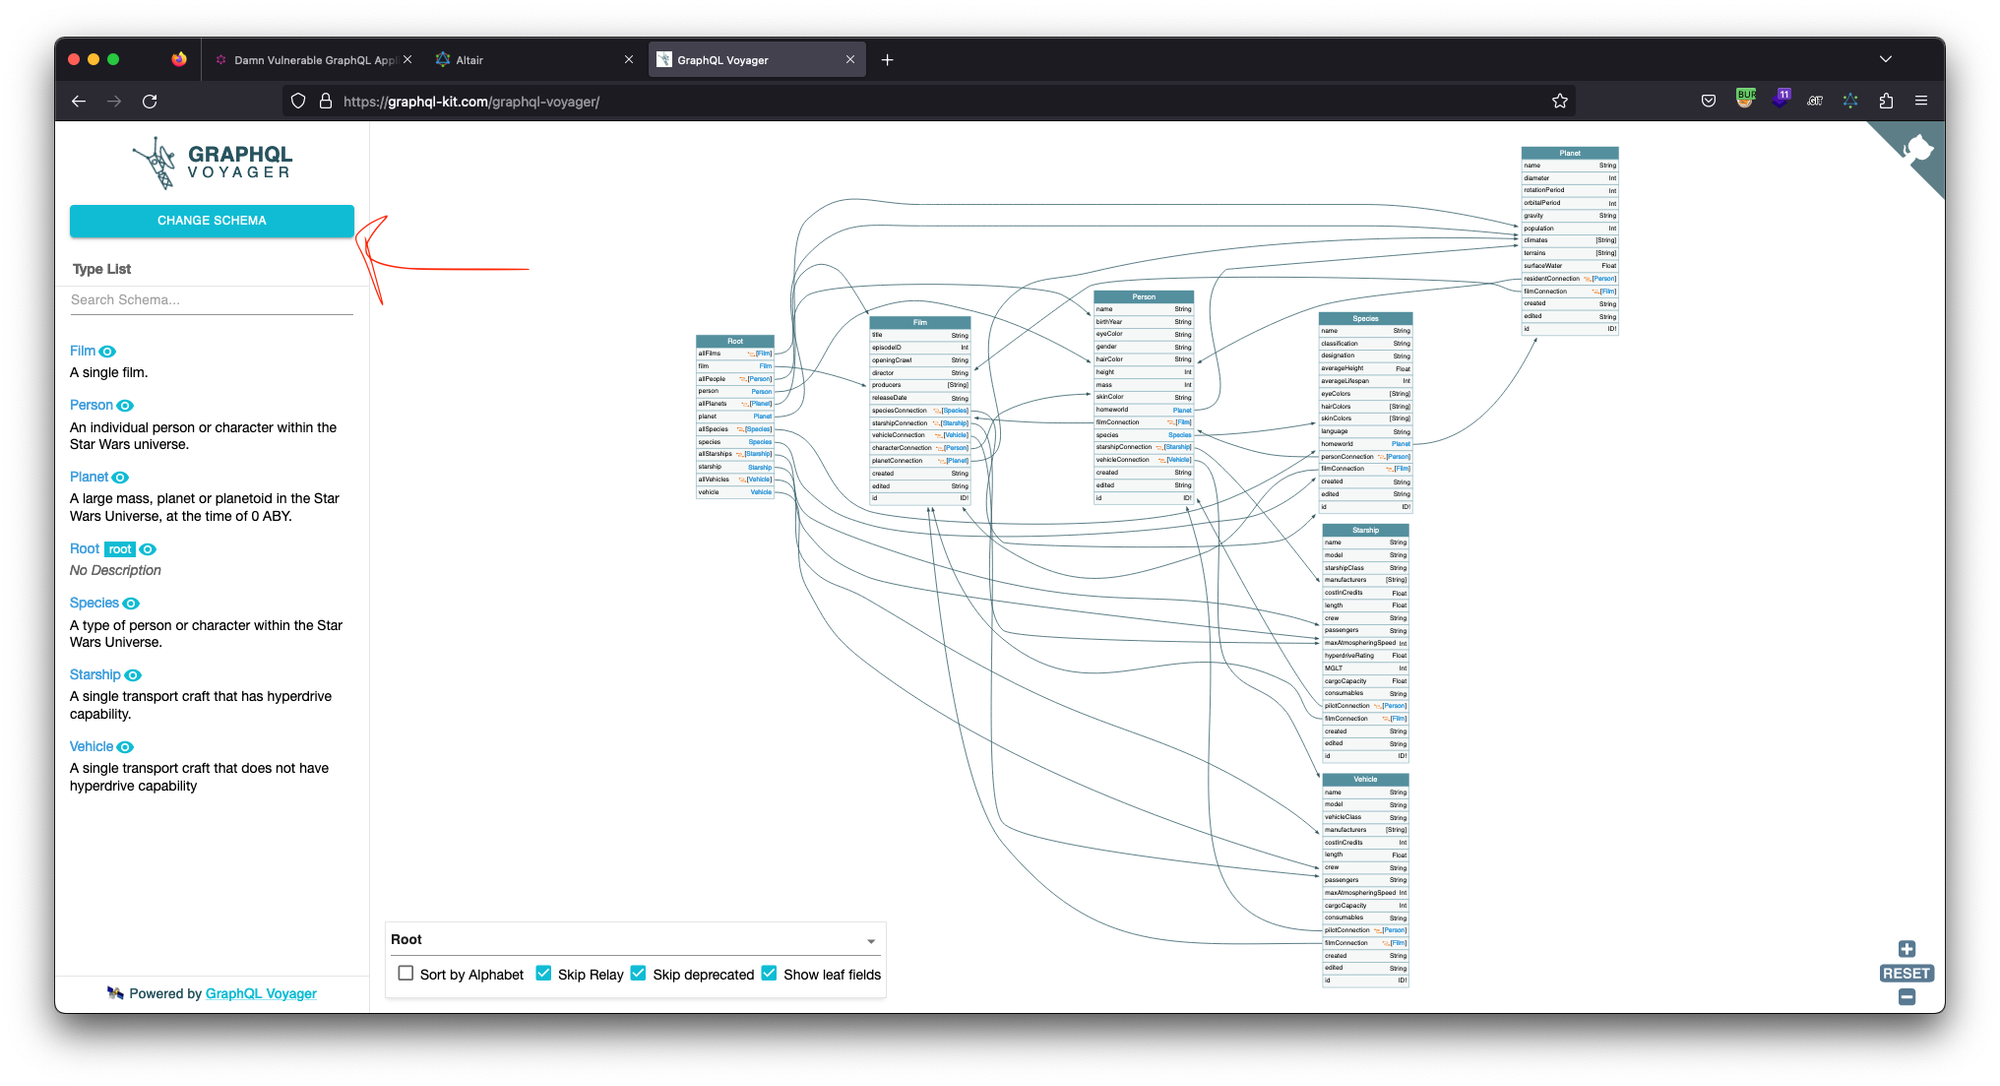 Damn Vulnerable GraphQL Appl
Altair
GraphQL Voyager
https://graphql-kit.com/graphql-voyager/
BUR
11
.GIT
GRAPHQL
VOYAGER
CHANGE SCHEMA
Type List
Search Schema...
Film
A single film.
Person
An individual person or character within the
Star Wars universe.
Planet
A large mass, planet or planetoid in the Star
Wars Universe, at the time of 0 ABY.
Root root
No Description
Species
A type of person or character within the Star
Wars Universe.
Starship
A single transport craft that has hyperdrive
capability.
Vehicle
A single transport craft that does not have
hyperdrive capability
Powered by GraphQL Voyager
Root
allFilms [Film]
film Film
allPeople [Person]
person Person
allPlanets [Planet]
planet Planet
allSpecies [Species]
species Species
allStarships [Starship]
starship Starship
allVehicles [Vehicle]
vehicle Vehicle
Film
title String
episodeID Int
openingCrawl String
director String
producers [String]
releaseDate String
speciesConnection [Species]
starshipConnection [Starship]
vehicleConnection [Vehicle]
characterConnection [Person]
planetConnection [Planet]
created String
edited String
id ID!
Person
name String
birthYear String
eyeColor String
gender String
hairColor String
height Int
mass Int
skinColor String
homeworld Planet
filmConnection [Film]
species Species
starshipConnection [Starship]
vehicleConnection [Vehicle]
created String
edited String
id ID!
Planet
name String
diameter Int
rotationPeriod Int
orbitalPeriod Int
gravity String
population Int
climates [String]
terrains [String]
surfaceWater Float
residentConnection [Person]
filmConnection [Film]
created String
edited String
id ID!
Species
name String
classification String
designation String
averageHeight Float
averageLifespan Int
eyeColors [String]
hairColors [String]
skinColors [String]
language String
homeworld Planet
personConnection [Person]
filmConnection [Film]
created String
edited String
id ID!
Starship
name String
model String
starshipClass String
manufacturers [String]
costInCredits Float
length Float
crew String
passengers String
maxAtmospheringSpeed Int
hyperdriveRating Float
MGLT Int
cargoCapacity Float
consumables String
pilotConnection [Person]
filmConnection [Film]
created String
edited String
id ID!
Vehicle
name String
model String
vehicleClass String
manufacturers [String]
costInCredits Int
length Float
crew String
passengers String
maxAtmospheringSpeed Int
cargoCapacity Int
consumables String
pilotConnection [Person]
filmConnection [Film]
created String
edited String
id ID!
Root
Sort by Alphabet Skip Relay Skip deprecated Show leaf fields
RESET